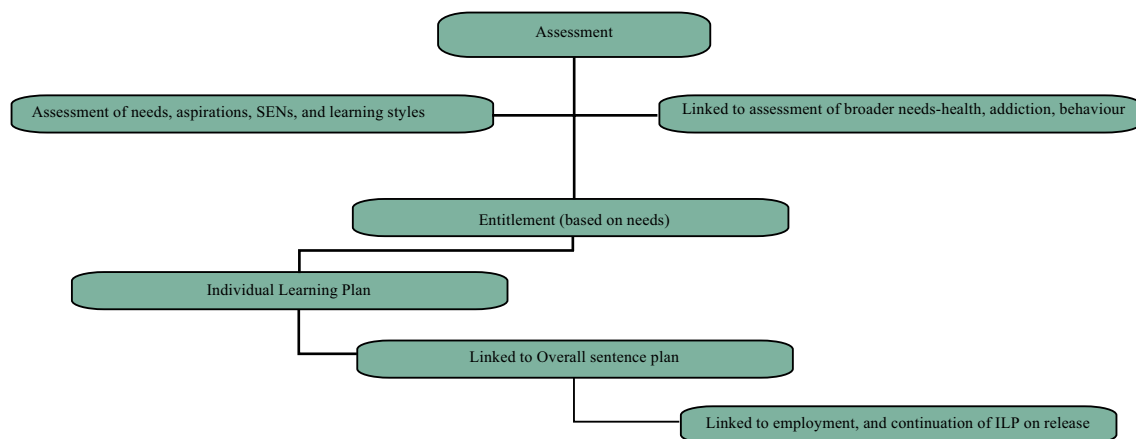 Assessment
Assessment of needs, aspirations, SENs, and learning styles
Linked to assessment of broader needs-health, addiction, behaviour
Entitlement (based on needs)
Individual Learning Plan
Linked to Overall sentence plan
Linked to employment, and continuation of ILP on release